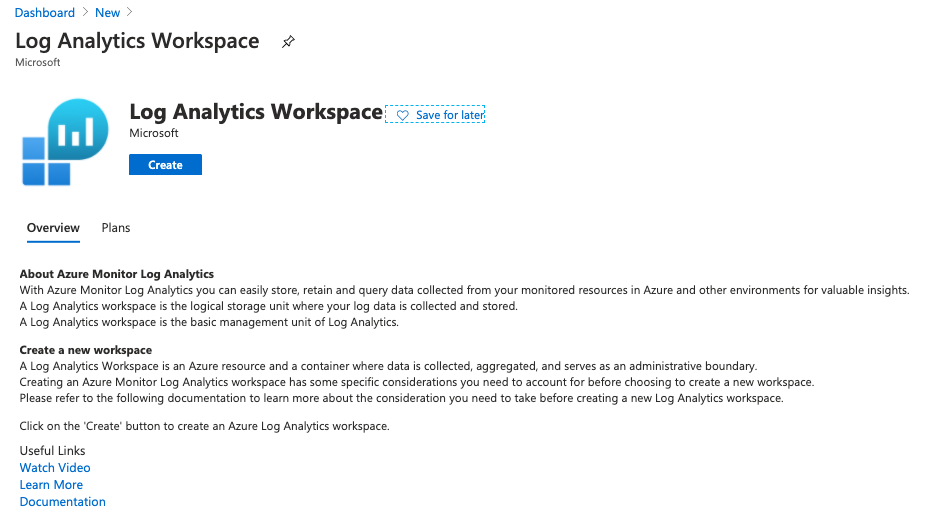 Dashboard > New >
Log Analytics Workspace
Microsoft
Log Analytics Workspace Save for later
Microsoft
Create
Overview Plans
About Azure Monitor Log Analytics
With Azure Monitor Log Analytics you can easily store, retain and query data collected from your monitored resources in Azure and other environments for valuable insights.
A Log Analytics workspace is the logical storage unit where your log data is collected and stored.
A Log Analytics workspace is the basic management unit of Log Analytics.
Create a new workspace
A Log Analytics Workspace is an Azure resource and a container where data is collected, aggregated, and serves as an administrative boundary.
Creating an Azure Monitor Log Analytics workspace has some specific considerations you need to account for before choosing to create a new workspace.
Please refer to the following documentation to learn more about the consideration you need to take before creating a new Log Analytics workspace.
Click on the 'Create' button to create an Azure Log Analytics workspace.
Useful Links
Watch Video
Learn More
Documentation